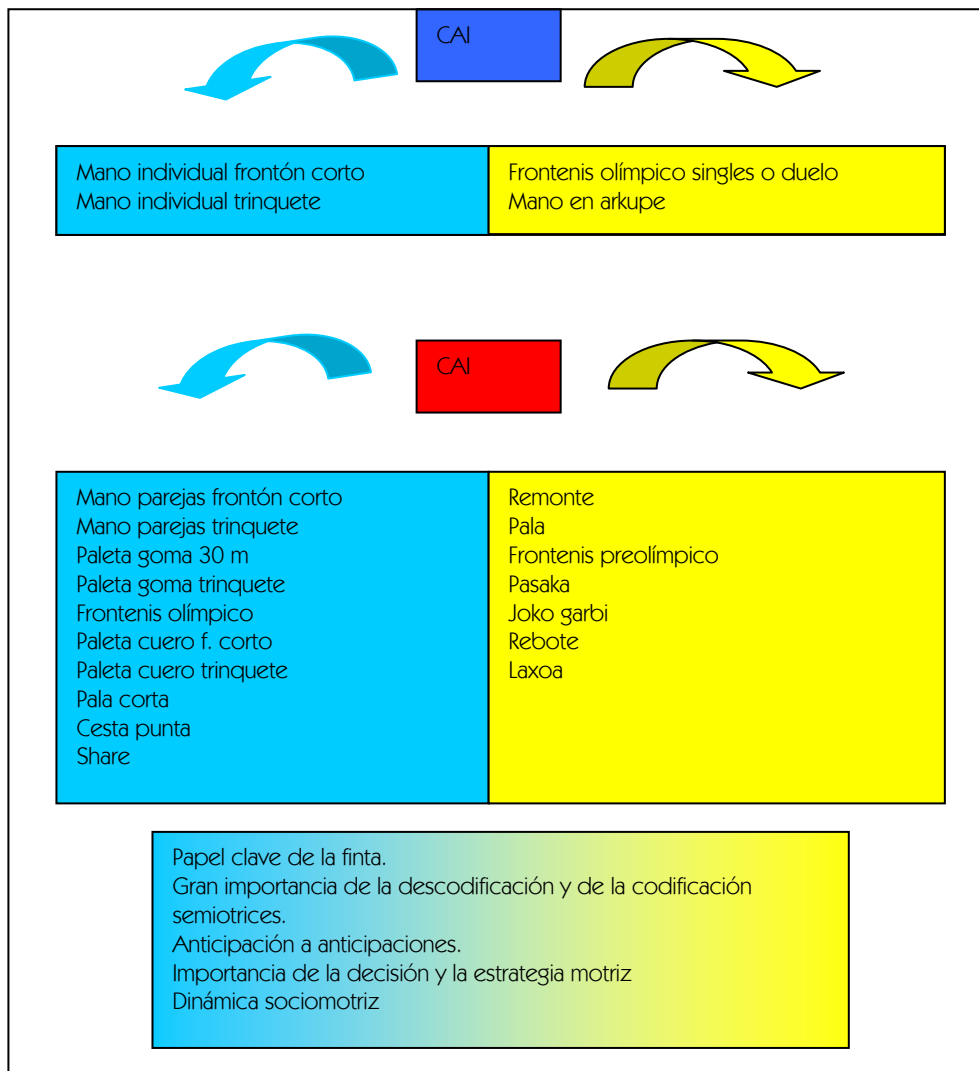 CAI
Mano individual frontón corto
Mano individual trinquete
Frontenis olímpico singles o duelo
Mano en arkupe
CAI
Mano parejas frontón corto
Mano parejas trinquete
Paleta goma 30 m
Paleta goma trinquete
Frontenis olímpico
Paleta cuero f. corto
Paleta cuero trinquete
Pala corta
Cesta punta
Share
Remonte
Pala
Frontenis preolímpico
Pasaka
Joko garbi
Rebote
Laxoa
Papel clave de la finta.
Gran importancia de la descodificación y de la codificación
semiotrices.
Anticipación a anticipaciones.
Importancia de la decisión y la estrategia motriz
Dinámica sociomotriz